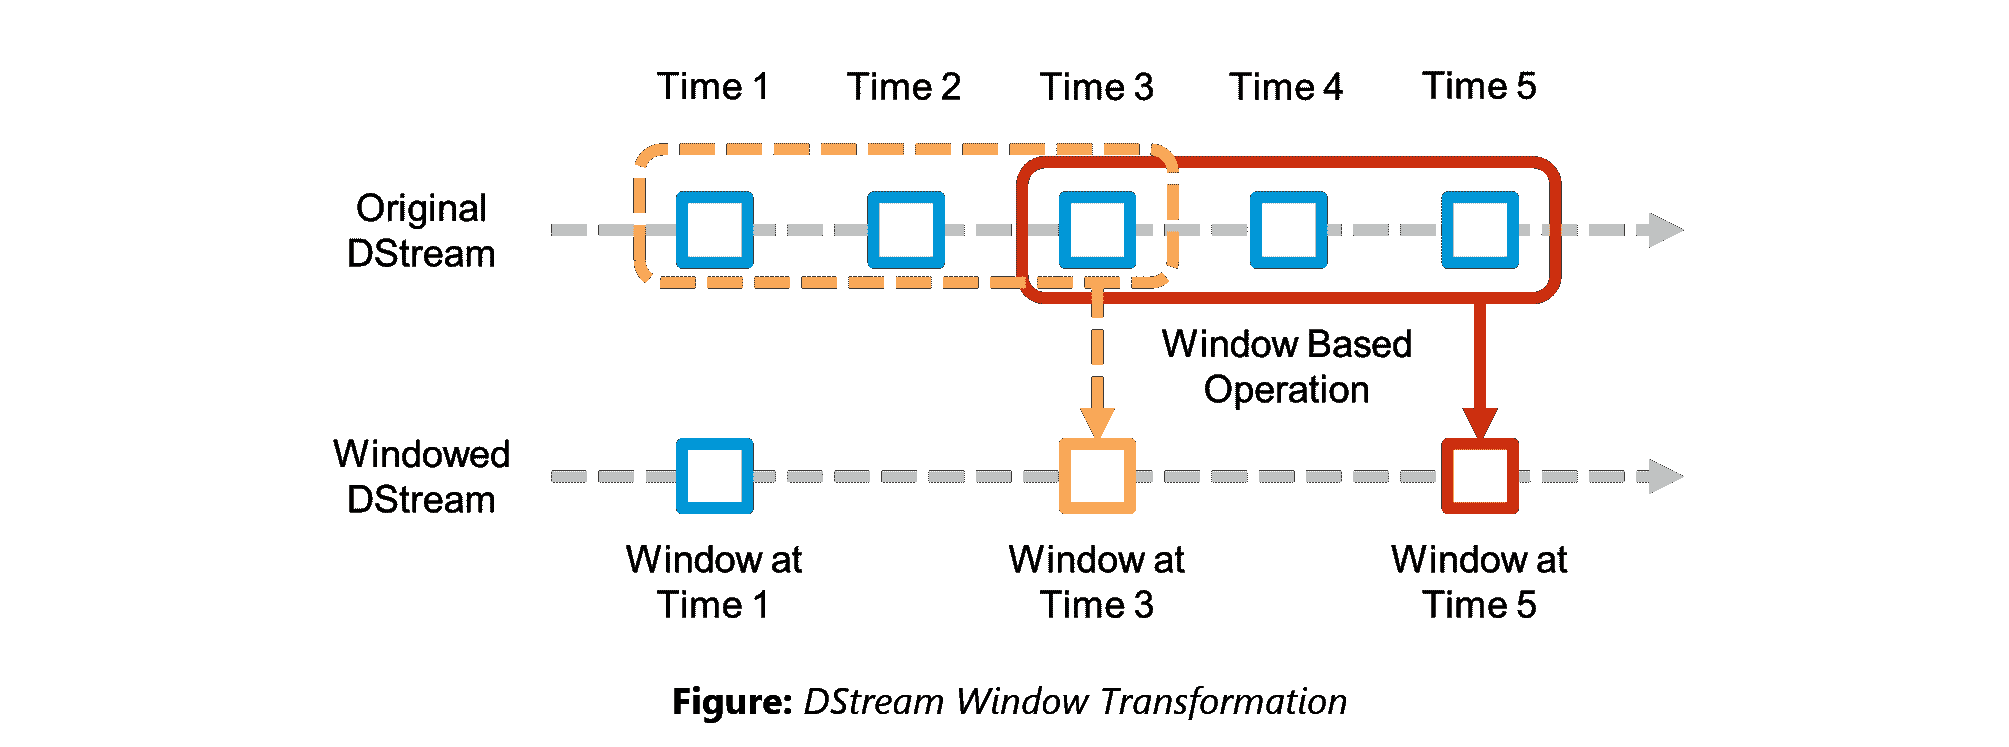 Time 1 Time 2 Time 3 Time 4 Time 5
Original
DStream
Window Based
Operation
Windowed
DStream
Window at Window at Window at
Time 1 Time 3 Time 5
Figure: DStream Window Transformation